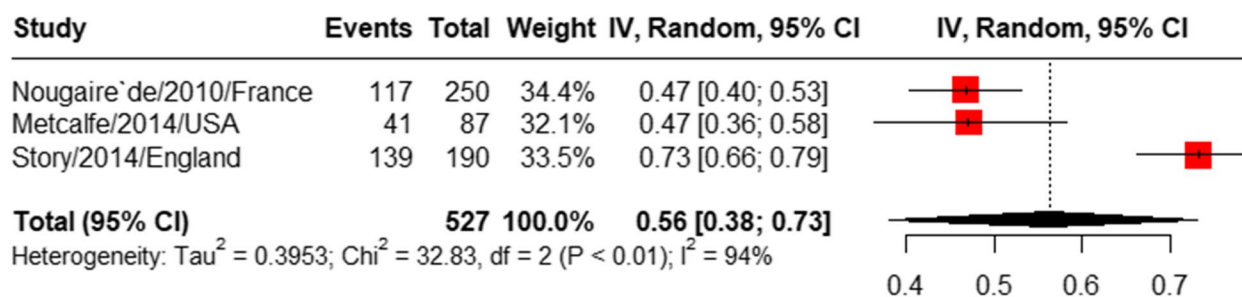 Study Events Total Weight IV, Random, 95% CI IV, Random, 95% CI
Nougaire`de/2010/France 117 250 34.4% 0.47 [0.40; 0.53]
Metcalfe/2014/USA 41 87 32.1% 0.47 [0.36; 0.58]
Story/2014/England 139 190 33.5% 0.73 [0.66; 0.79]
Total (95% CI) 527 100.0% 0.56 [0.38; 0.73]
Heterogeneity: Tau² = 0.3953; Chi² = 32.83, df = 2 (P < 0.01); I² = 94%
0.4 0.5 0.6 0.7